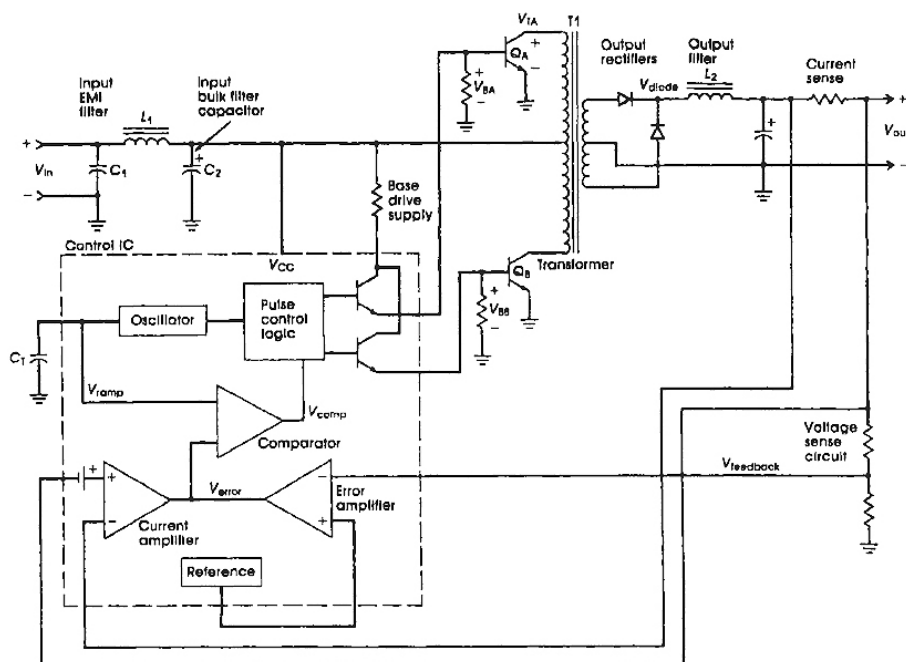 V_TA
T1
Q_A
+
−
Output
rectifiers
Output
filter
L_2
Current
sense
+
Input
EMI
filter
Input
bulk filter
capacitor
+
V_BA
−
V_diode
L_1
+
V_in
−
C_1
+
C_2
+
V_ou
−
Base
drive
supply
Control IC
V_CC
Q_B
Transformer
+
V_BB
−
Oscillator
Pulse
control
logic
C_T
V_ramp
V_comp
Comparator
Voltage
sense
circuit
V_feedback
+
+
−
Current
amplifier
V_error
−
+
Error
amplifier
Reference